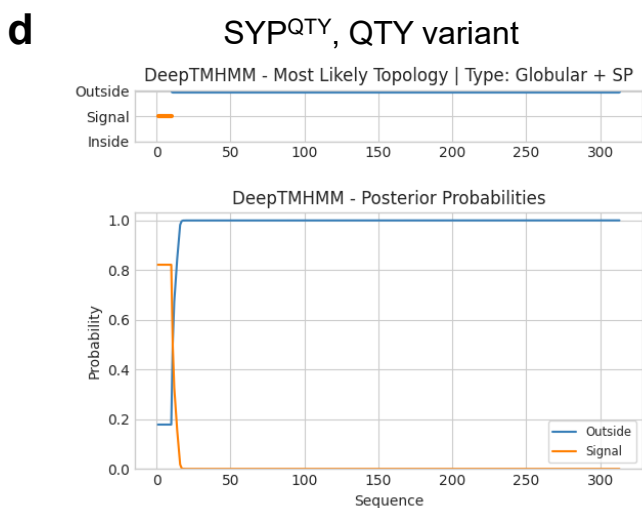 d
SYPQTY, QTY variant
DeepTMHMM - Most Likely Topology | Type: Globular + SP
Outside
Signal
Inside
0 50 100 150 200 250 300
DeepTMHMM - Posterior Probabilities
1.0
0.8
0.6
0.4
0.2
0.0
Probability
Outside
Signal
0 50 100 150 200 250 300
Sequence